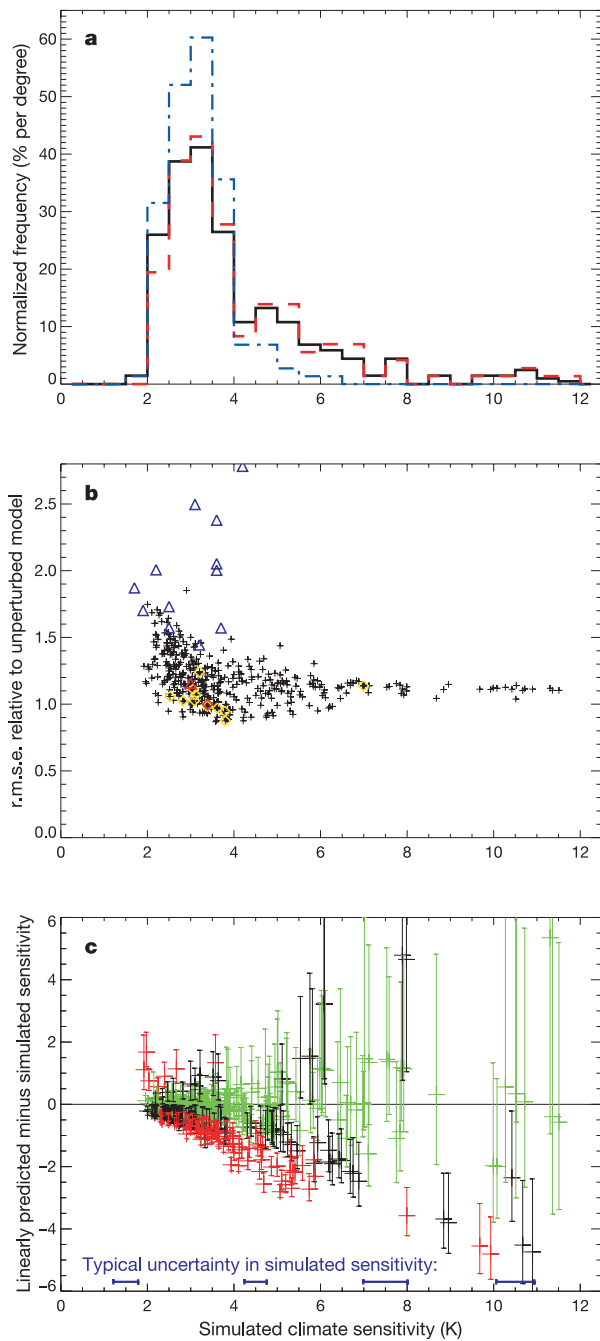 a
60
50
40
30
20
10
0
Normalized frequency (% per degree)
0 2 4 6 8 10 12
b
2.5
2.0
1.5
1.0
0.5
0.0
r.m.s.e. relative to unperturbed model
0 2 4 6 8 10 12
c
6
4
2
0
−2
−4
−6
Linearly predicted minus simulated sensitivity
Typical uncertainty in simulated sensitivity:
0 2 4 6 8 10 12
Simulated climate sensitivity (K)